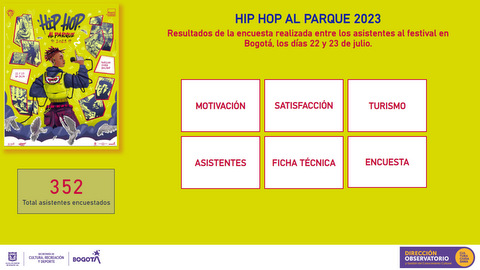 HIP HOP AL PARQUE 2023
Resultados de la encuesta realizada entre los asistentes al festival en
Bogotá, los días 22 y 23 de julio.
HIP HOP
AL PARQUE
2023
MOTIVACIÓN
SATISFACCIÓN
TURISMO
ASISTENTES
FICHA TÉCNICA
ENCUESTA
352
Total asistentes encuestados
CULTURA, RECREACIÓN
Y DEPORTE
BOGOTÁ
DIRECCIÓN
OBSERVATORIO